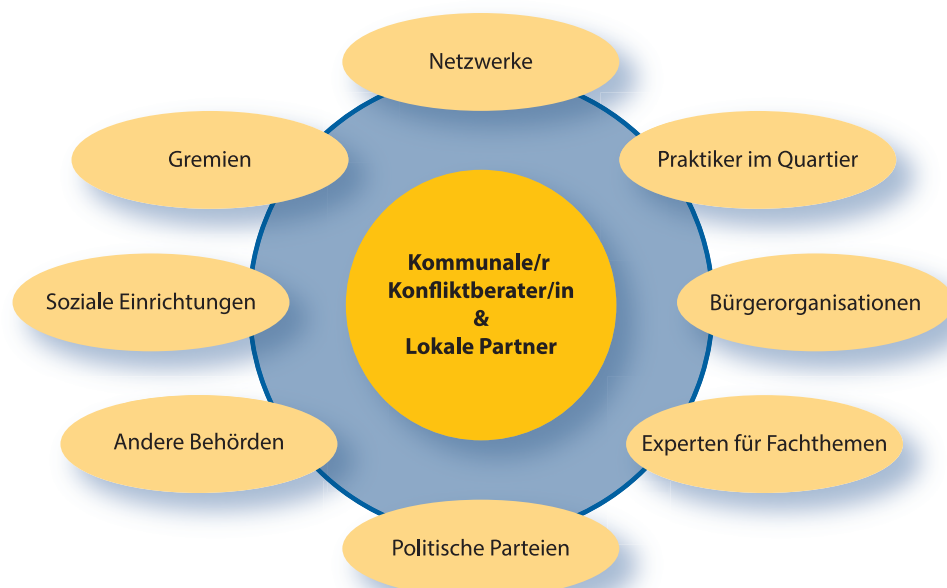 Netzwerke
Gremien
Praktiker im Quartier
Kommunale/r
Konfliktberater/in
&
Lokale Partner
Soziale Einrichtungen
Bürgerorganisationen
Andere Behörden
Experten für Fachthemen
Politische Parteien